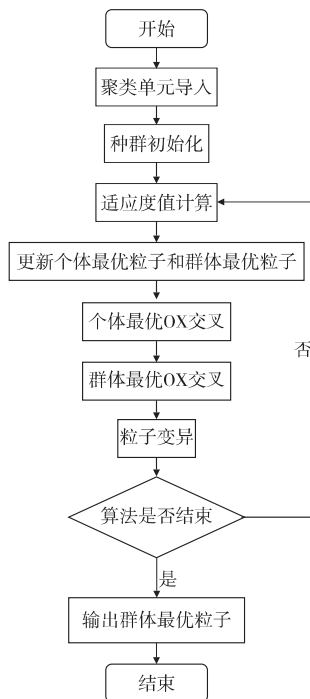 开始
聚类单元导入
种群初始化
适应度值计算
更新个体最优粒子和群体最优粒子
个体最优OX交叉
否
群体最优OX交叉
粒子变异
算法是否结束
是
输出群体最优粒子
结束